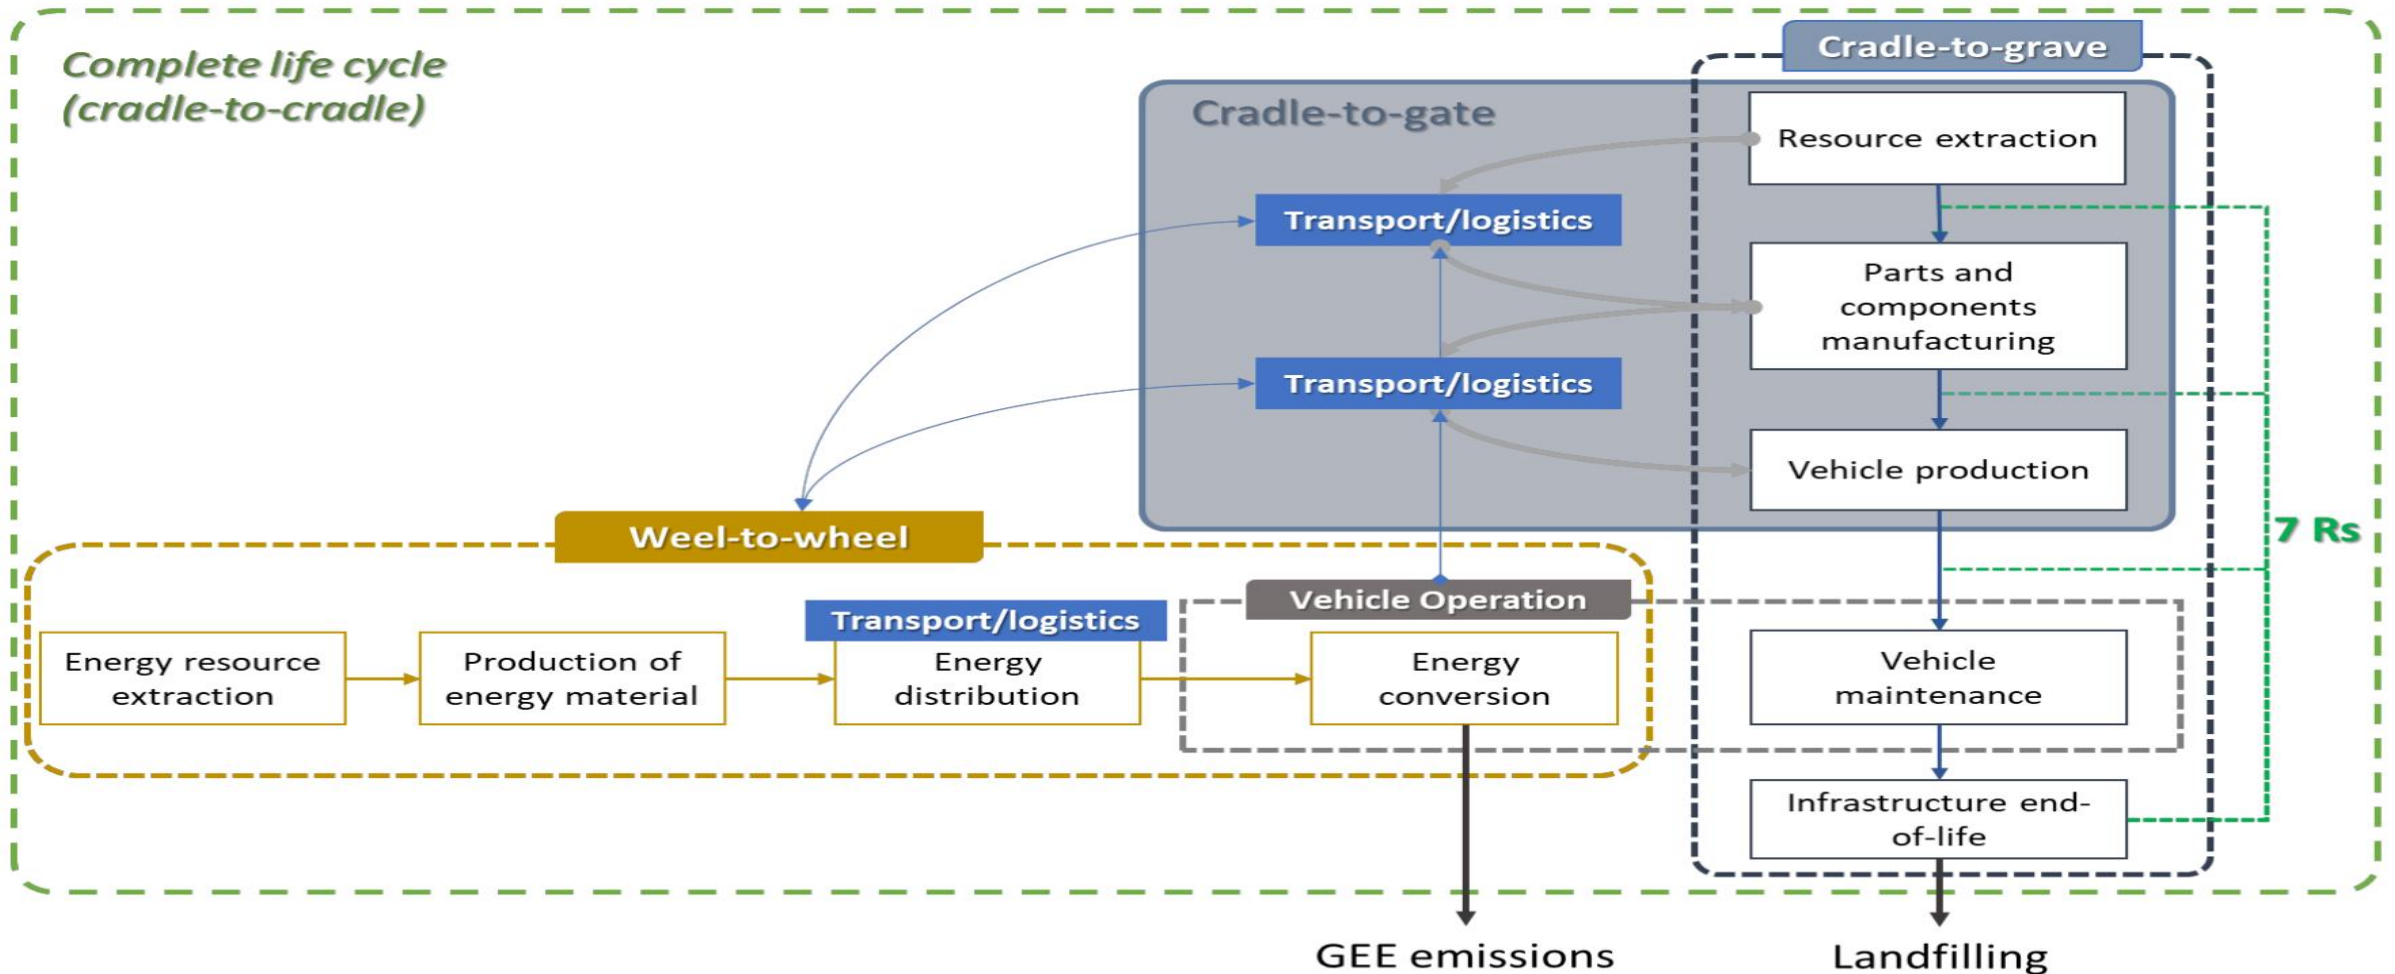 Complete life cycle
(cradle-to-cradle)
Cradle-to-grave
Cradle-to-gate
Resource extraction
Transport/logistics
Parts and
components
manufacturing
Transport/logistics
Vehicle production
7 Rs
Weel-to-wheel
Vehicle Operation
Transport/logistics
Energy resource
extraction
Production of
energy material
Energy
distribution
Energy
conversion
Vehicle
maintenance
Infrastructure end-
of-life
GEE emissions
Landfilling